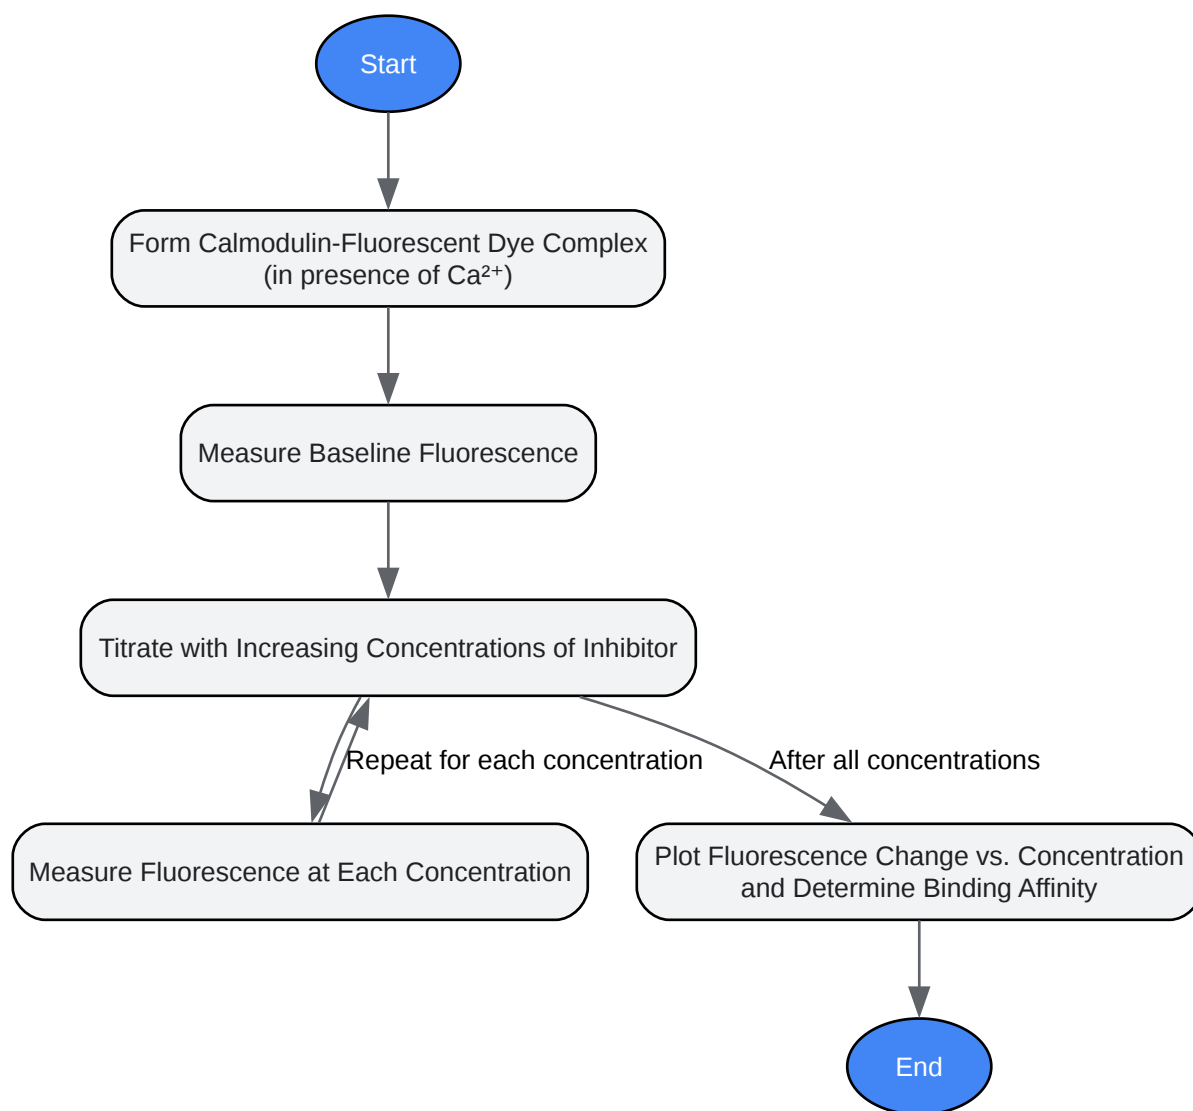 Start
Form Calmodulin-Fluorescent Dye Complex
(in presence of Ca²⁺)
Measure Baseline Fluorescence
Titrate with Increasing Concentrations of Inhibitor
Repeat for each concentration
After all concentrations
Measure Fluorescence at Each Concentration
Plot Fluorescence Change vs. Concentration
and Determine Binding Affinity
End